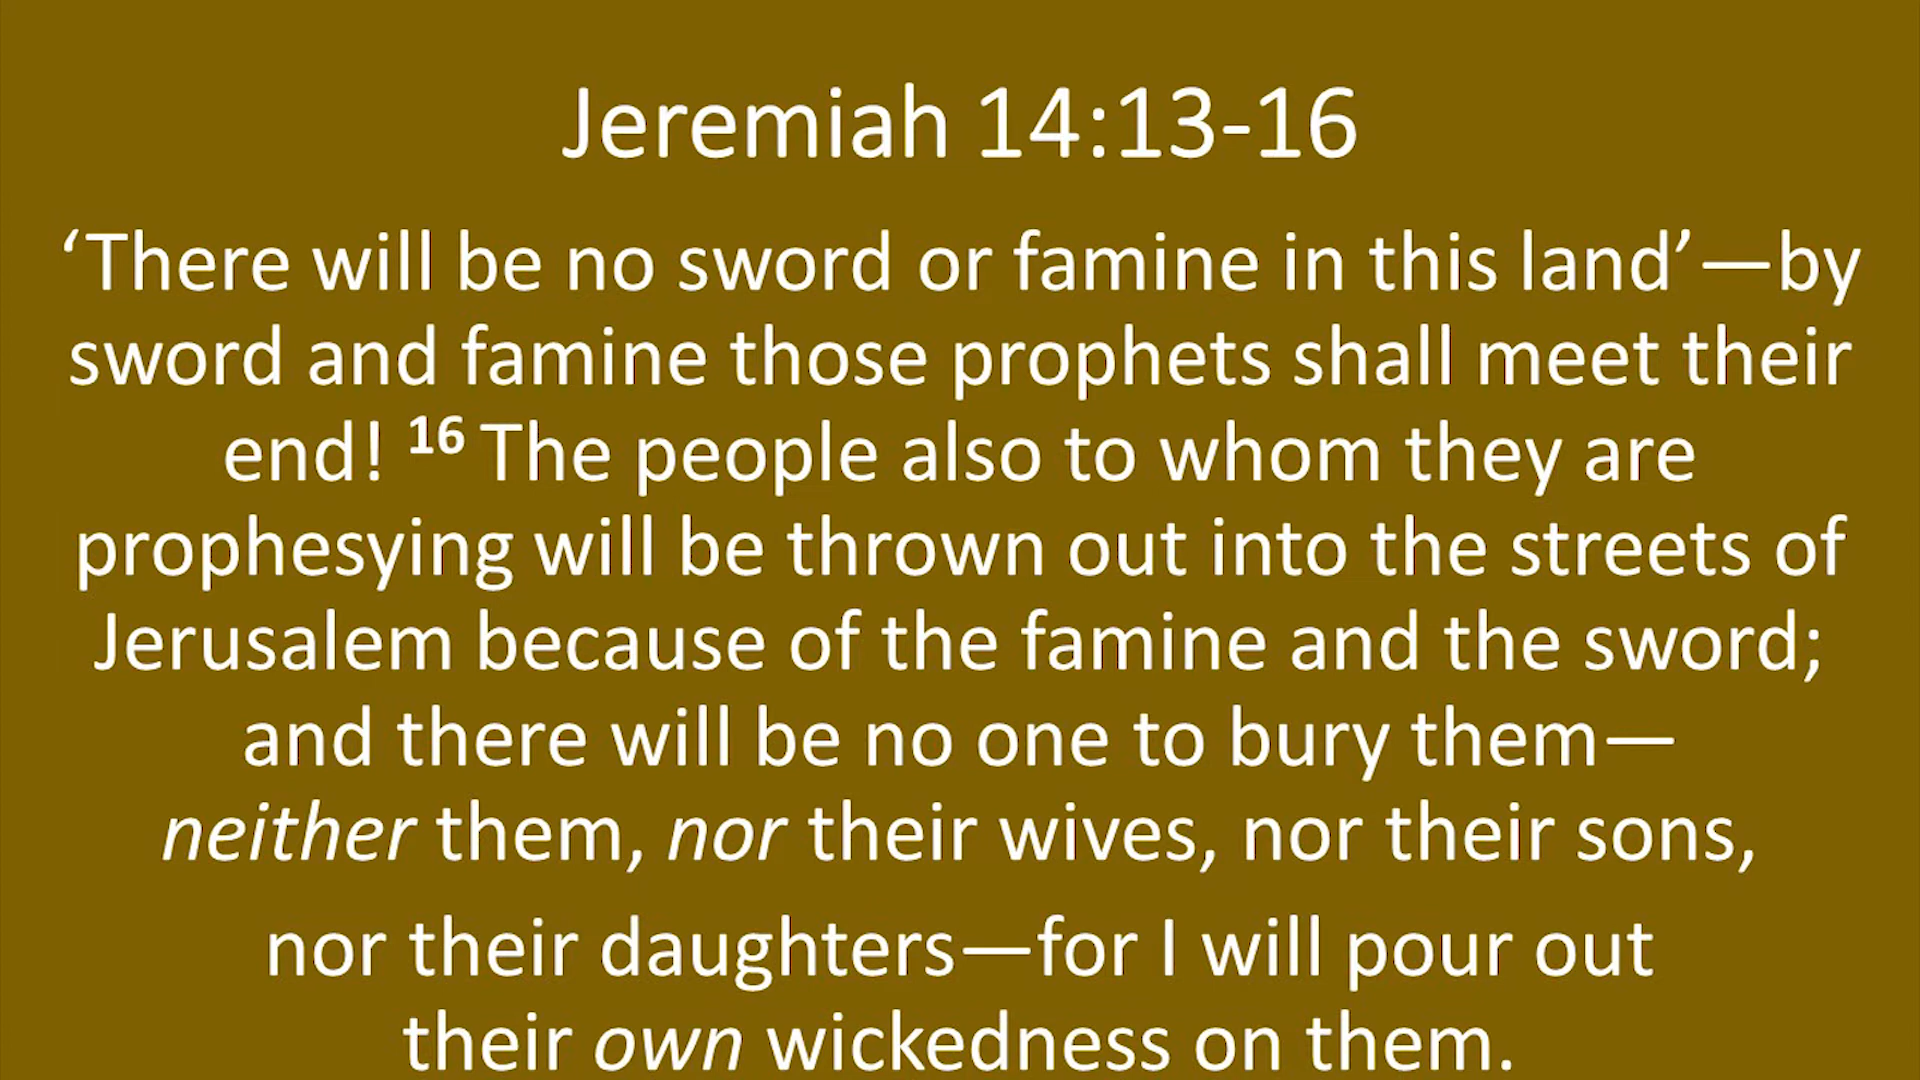 Jeremiah 14:13-16
‘There will be no sword or famine in this land’—by
sword and famine those prophets shall meet their
end! 16 The people also to whom they are
prophesying will be thrown out into the streets of
Jerusalem because of the famine and the sword;
and there will be no one to bury them—
neither them, nor their wives, nor their sons,
nor their daughters—for I will pour out
their own wickedness on them.